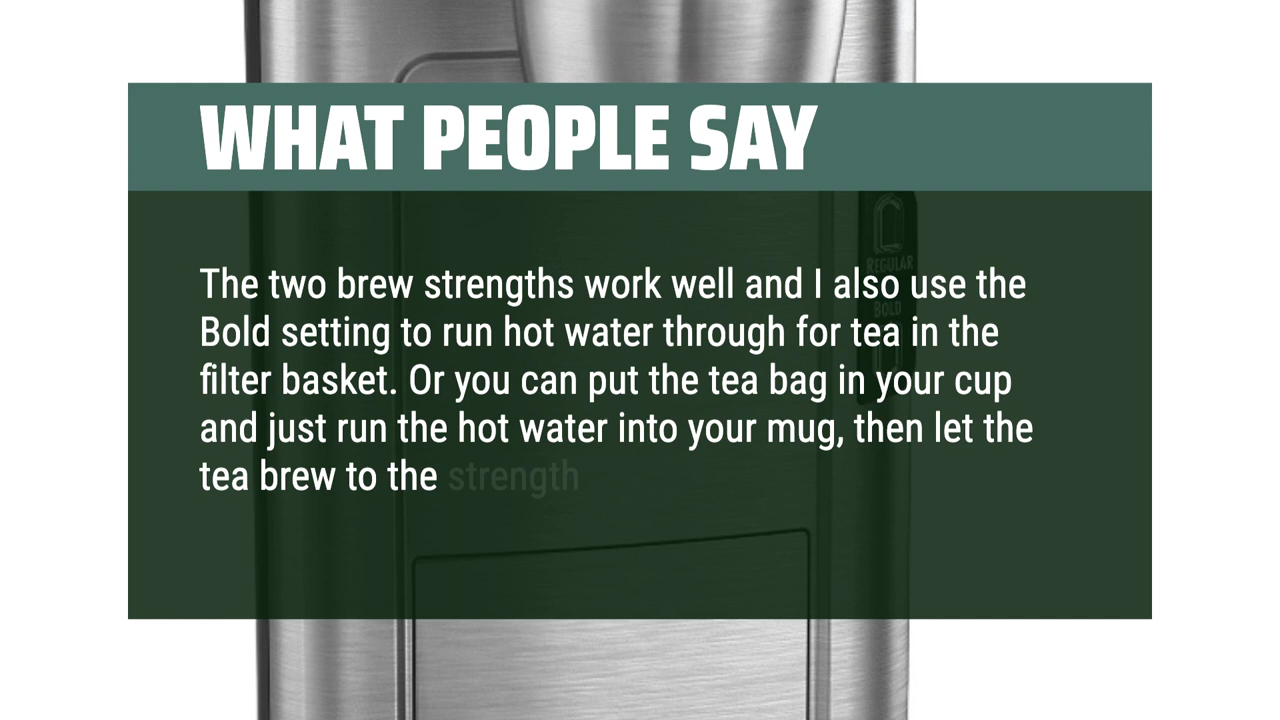 WHAT PEOPLE SAY
REGULAR
The two brew strengths work well and I also use the
BOLD
Bold setting to run hot water through for tea in the
filter basket. Or you can put the tea bag in your cup
and just run the hot water into your mug, then let the
tea brew to the strength